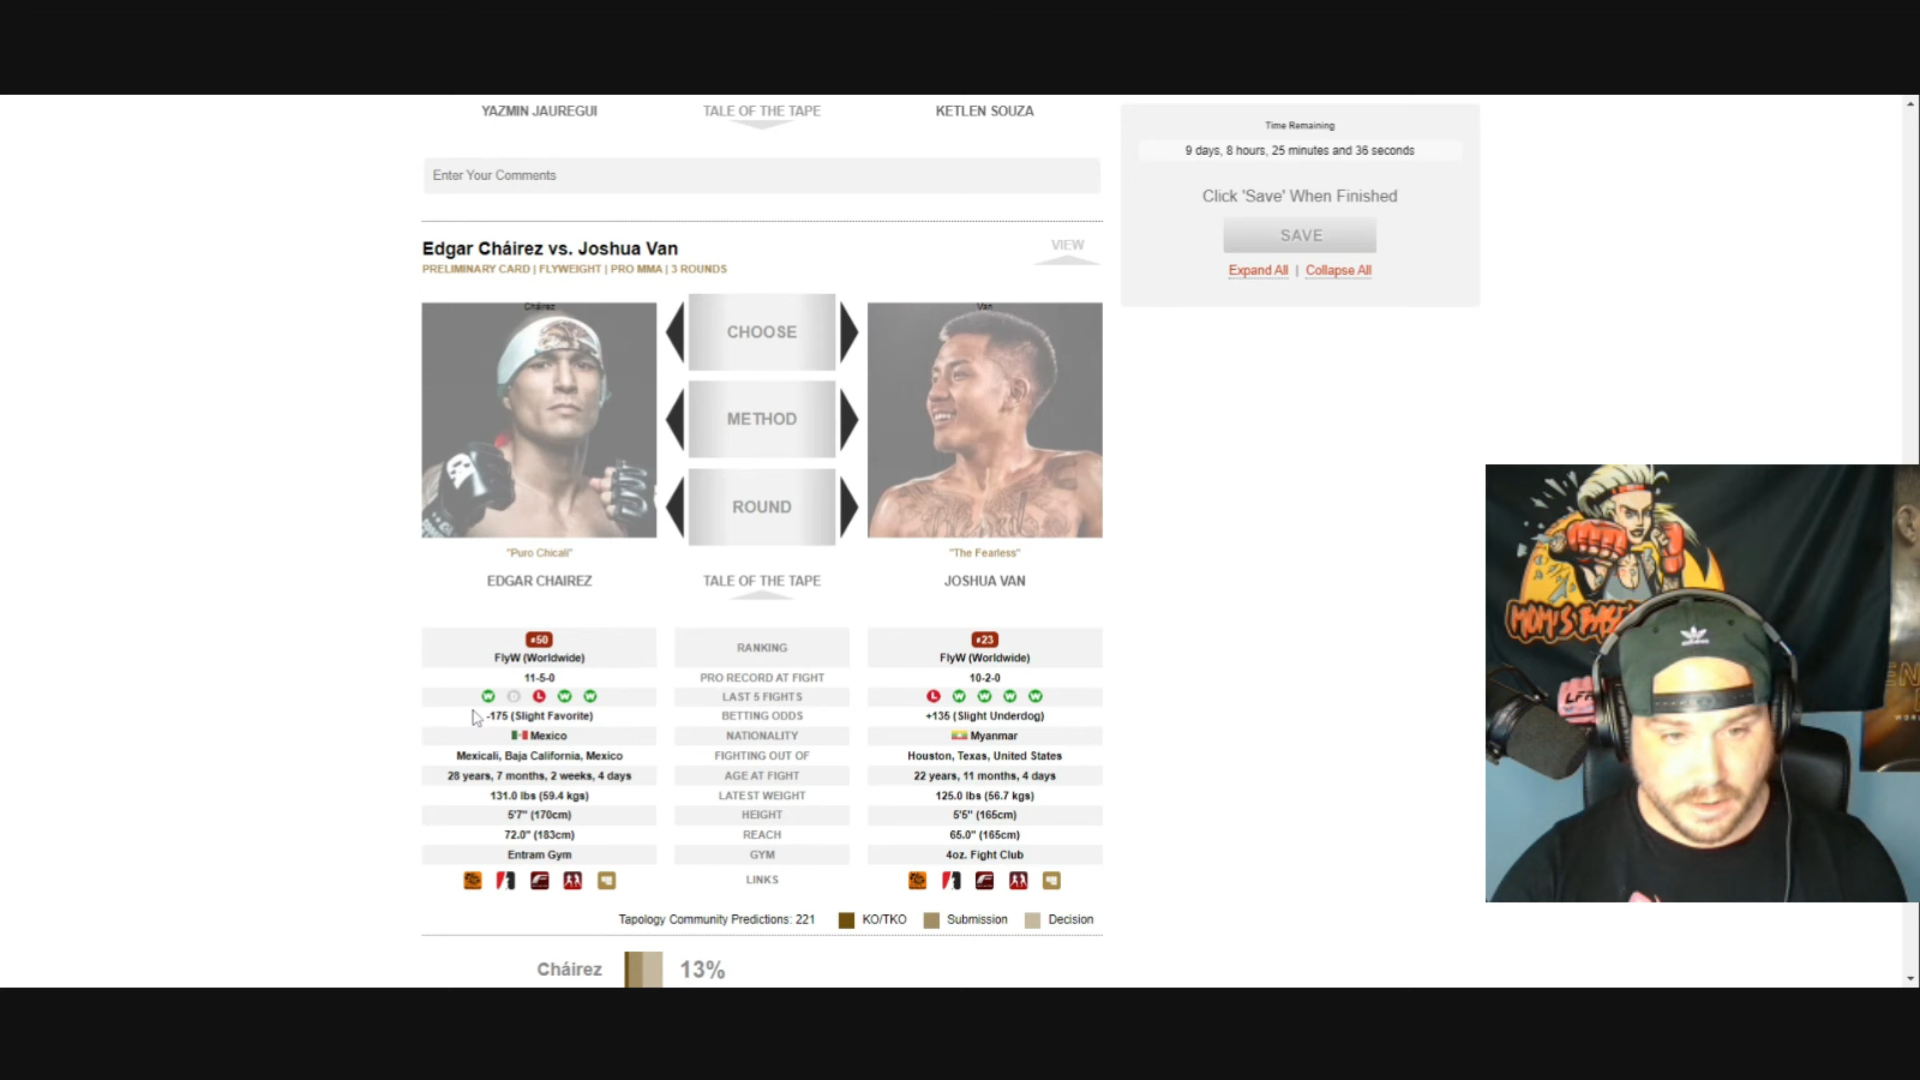 YAZMIN JAUREGUI TALE OF THE TAPE KETLEN SOUZA
Enter Your Comments
Time Remaining
9 days, 8 hours, 25 minutes and 36 seconds
Click 'Save' When Finished
SAVE
Expand All | Collapse All
Edgar Cháirez vs. Joshua Van
VIEW
PRELIMINARY CARD | FLYWEIGHT | PRO MMA | 3 ROUNDS
Cháirez
Van
CHOOSE
METHOD
ROUND
"Puro Chicali" "The Fearless"
EDGAR CHAIREZ TALE OF THE TAPE JOSHUA VAN
#50 #23
FlyW (Worldwide) RANKING FlyW (Worldwide)
11-5-0 PRO RECORD AT FIGHT 10-2-0
W D L W W LAST 5 FIGHTS L W W W W
-175 (Slight Favorite) BETTING ODDS +135 (Slight Underdog)
Mexico NATIONALITY Myanmar
Mexicali, Baja California, Mexico FIGHTING OUT OF Houston, Texas, United States
28 years, 7 months, 2 weeks, 4 days AGE AT FIGHT 22 years, 11 months, 4 days
131.0 lbs (59.4 kgs) LATEST WEIGHT 125.0 lbs (56.7 kgs)
5'7" (170cm) HEIGHT 5'5" (165cm)
72.0" (183cm) REACH 65.0" (165cm)
Entram Gym GYM 4oz. Fight Club
LINKS
Tapology Community Predictions: 221 KO/TKO Submission Decision
Cháirez 13%
MOM'S
LFA